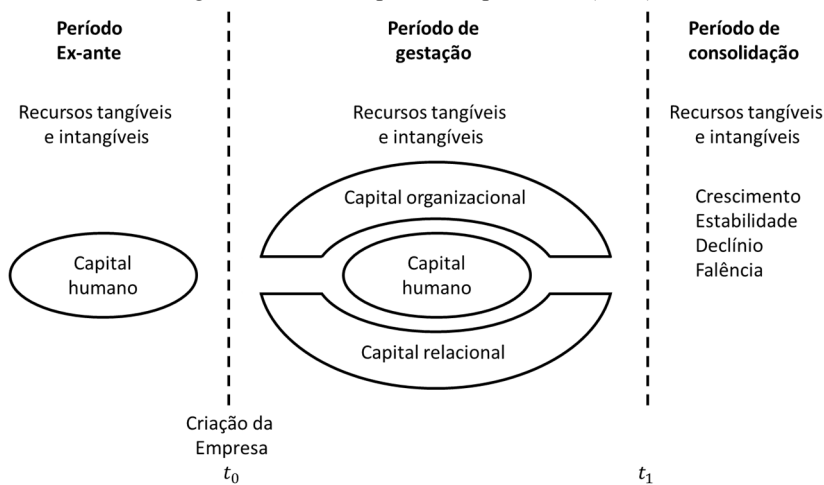 Período
Ex-ante
Período de
gestação
Período de
consolidação
Recursos tangíveis
e intangíveis
Recursos tangíveis
e intangíveis
Recursos tangíveis
e intangíveis
Capital organizacional
Capital
humano
Capital
humano
Capital relacional
Crescimento
Estabilidade
Declínio
Falência
Criação da
Empresa
t0
t1